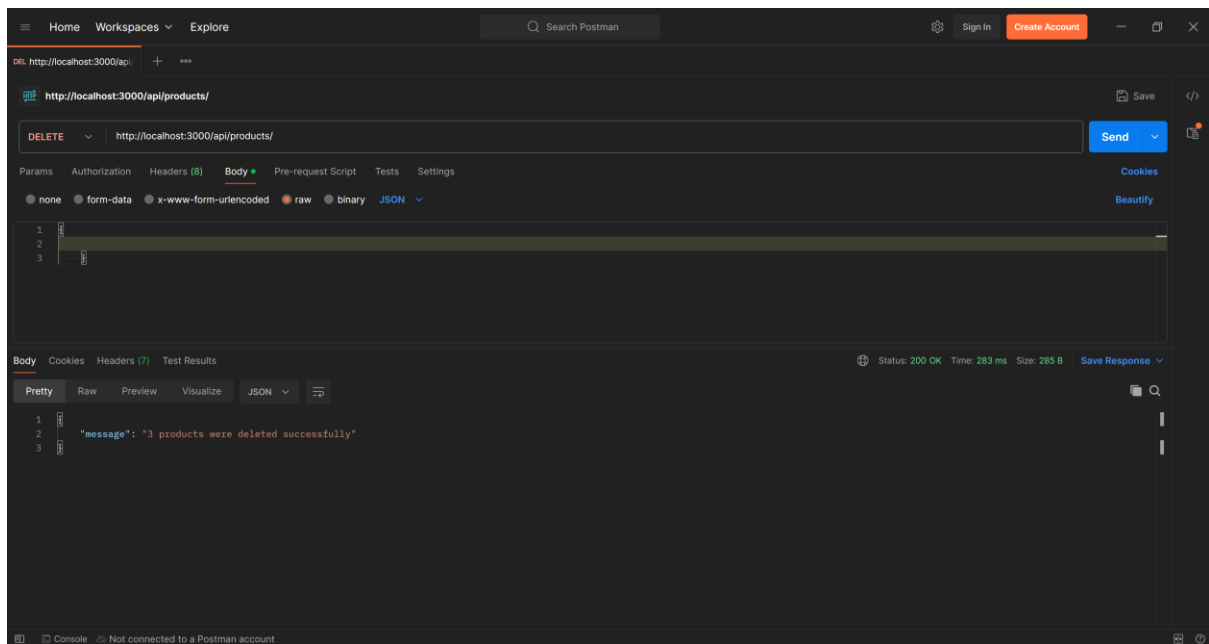 Home Workspaces Explore Search Postman Sign In Create Account
DEL http://localhost:3000/api/
HTTP http://localhost:3000/api/products/ Save </>
DELETE http://localhost:3000/api/products/ Send
Params Authorization Headers (8) Body Pre-request Script Tests Settings Cookies
none form-data x-www-form-urlencoded raw binary JSON Beautify
1 {
2
3 }
Body Cookies Headers (7) Test Results Status: 200 OK Time: 283 ms Size: 285 B Save Response
Pretty Raw Preview Visualize JSON
1 {
2 "message": "3 products were deleted successfully"
3 }
Console Not connected to a Postman account